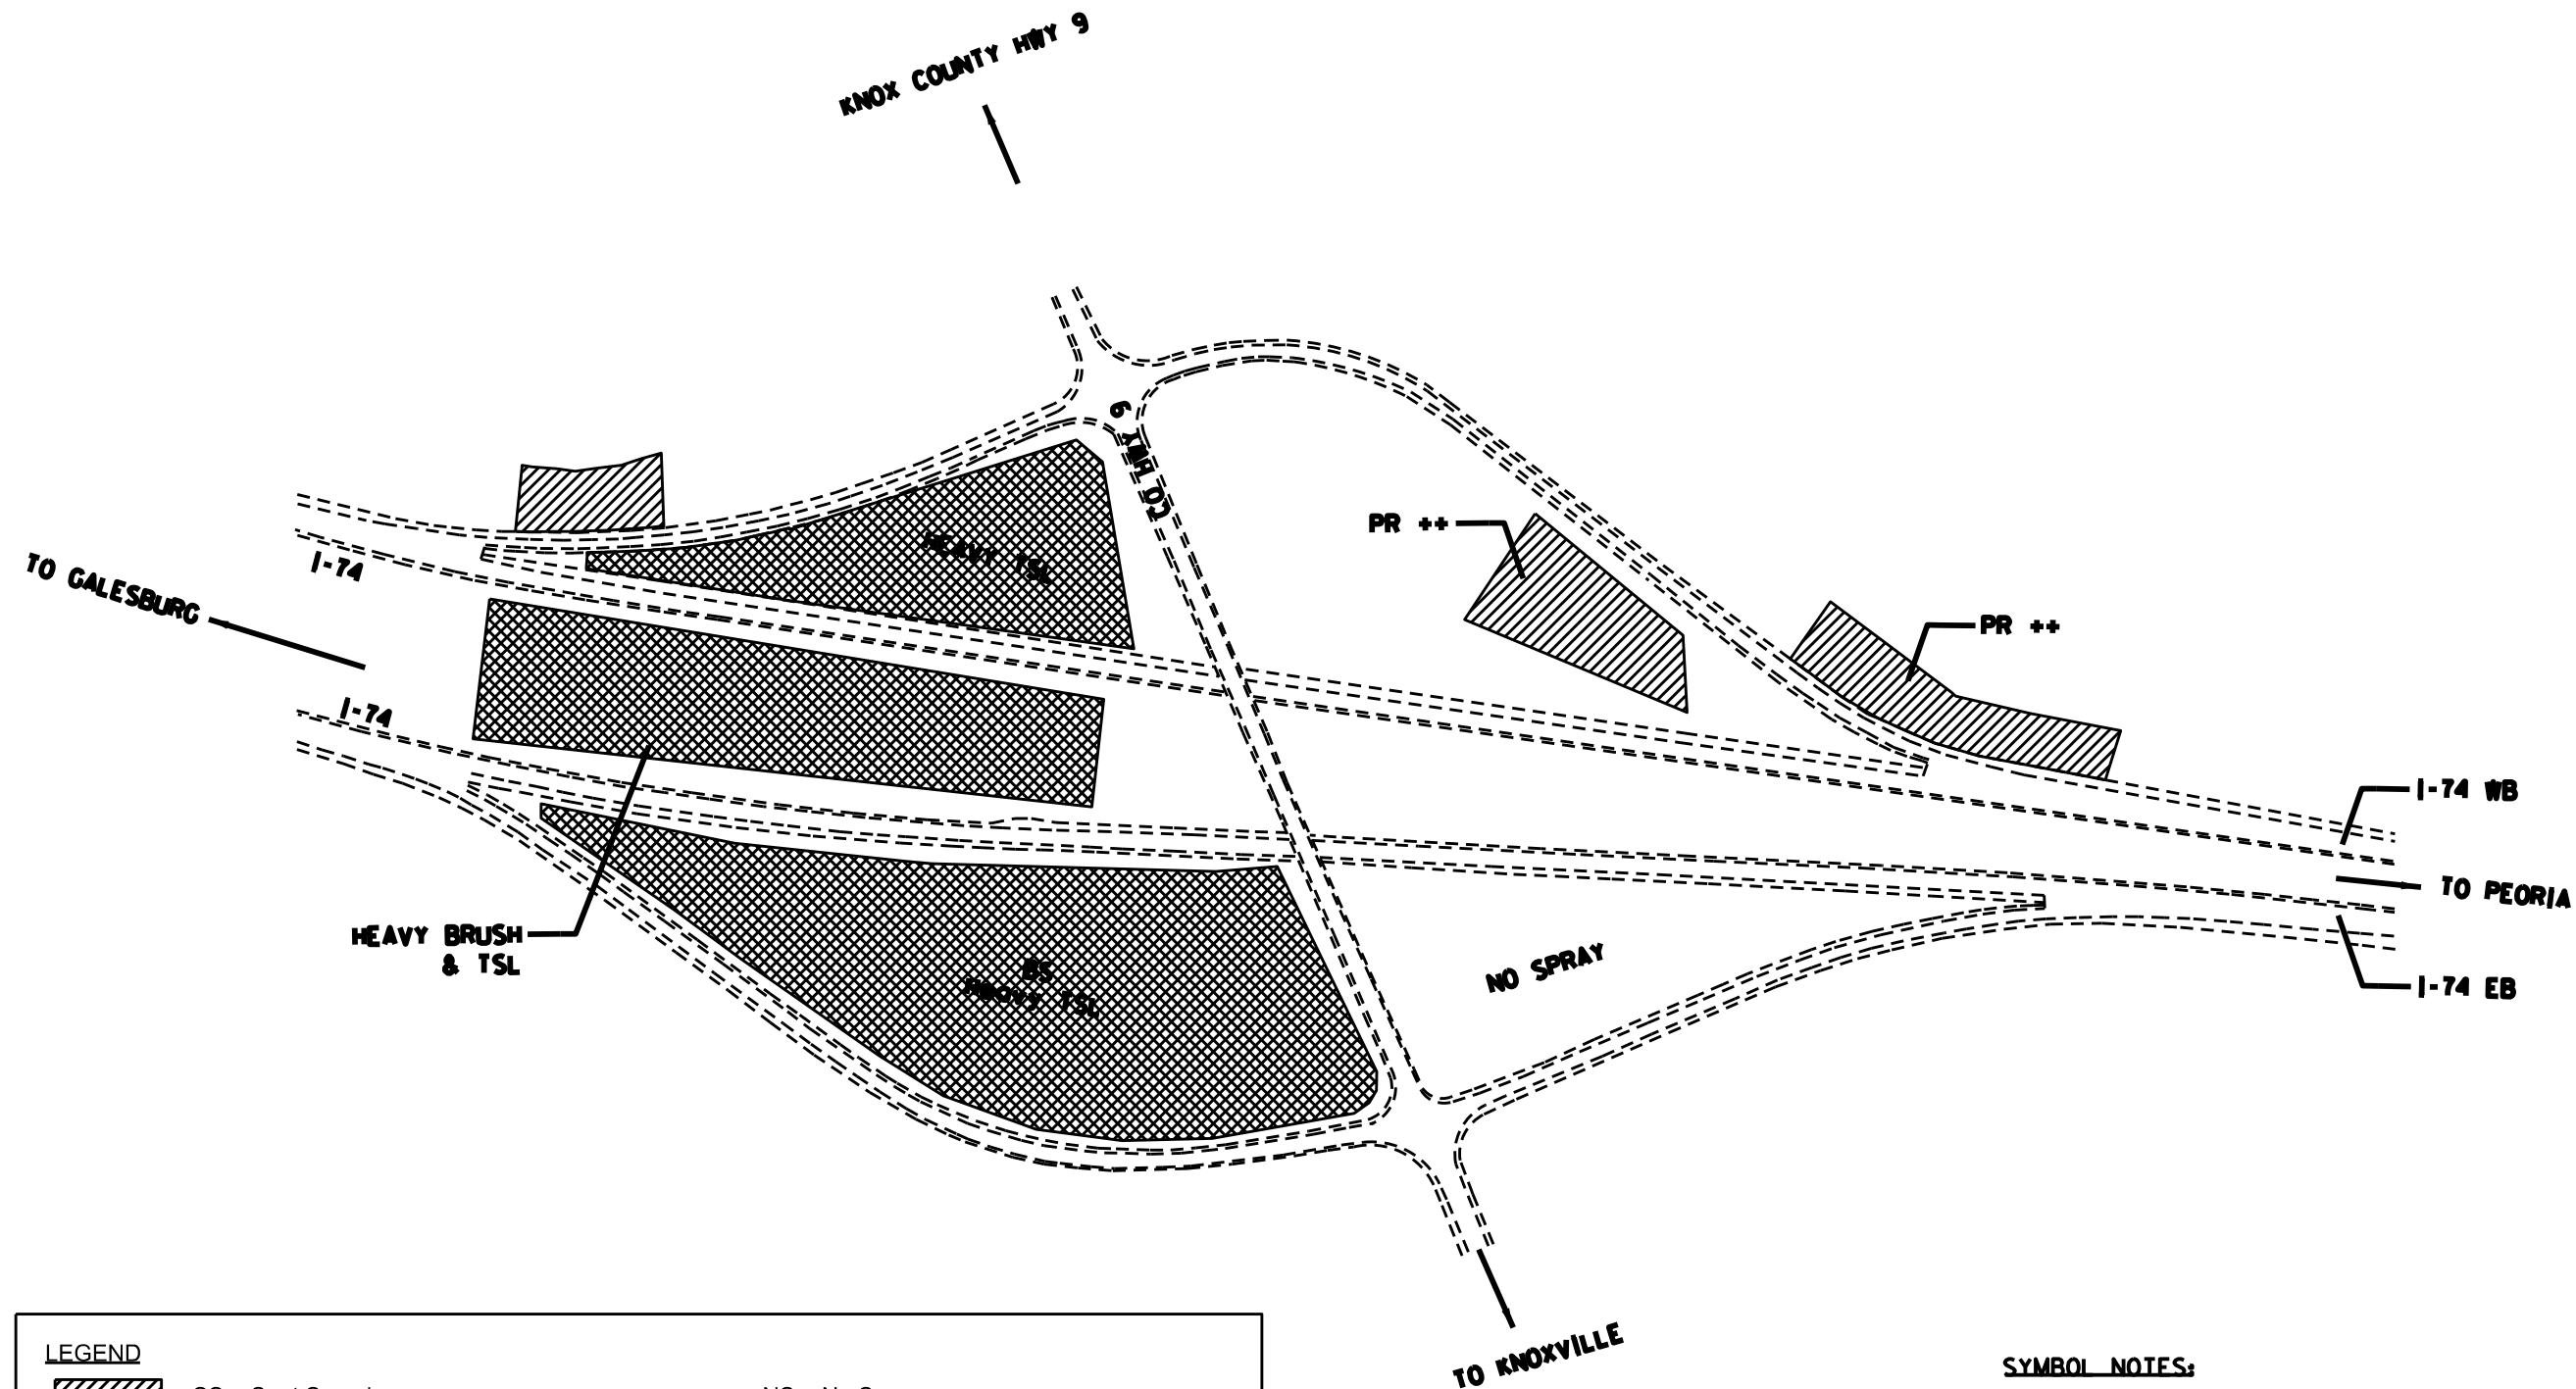 KNOX COUNTY HWY 9
CO HWY 9
HEAVY TSL
PR ++
PR ++
TO GALESBURG
I-74
I-74
I-74 WB
TO PEORIA
I-74 EB
HEAVY BRUSH
& TSL
BS
HEAVY TSL
NO SPRAY
TO KNOXVILLE
LEGEND
SYMBOL NOTES: